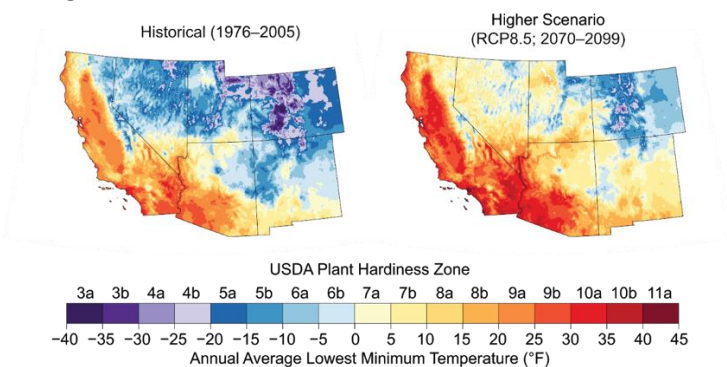 Historical (1976–2005)
Higher Scenario
(RCP8.5; 2070–2099)
USDA Plant Hardiness Zone
3a 3b 4a 4b 5a 5b 6a 6b 7a 7b 8a 8b 9a 9b 10a 10b 11a
−40 −35 −30 −25 −20 −15 −10 −5 0 5 10 15 20 25 30 35 40 45
Annual Average Lowest Minimum Temperature (°F)